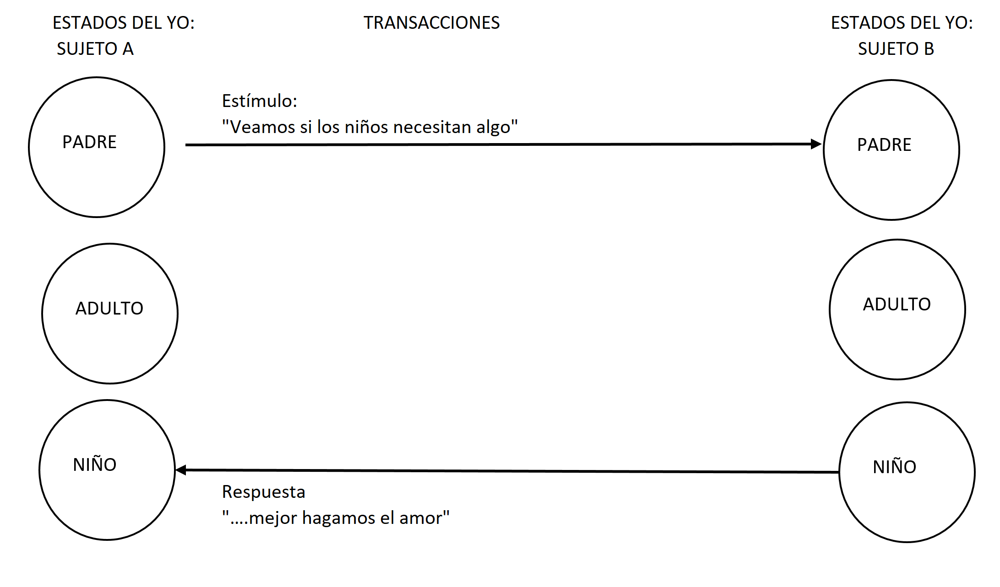 ESTADOS DEL YO:
SUJETO A
TRANSACCIONES
ESTADOS DEL YO:
SUJETO B
Estímulo:
"Veamos si los niños necesitan algo"
PADRE
PADRE
ADULTO
ADULTO
NIÑO
NIÑO
Respuesta
"....mejor hagamos el amor"